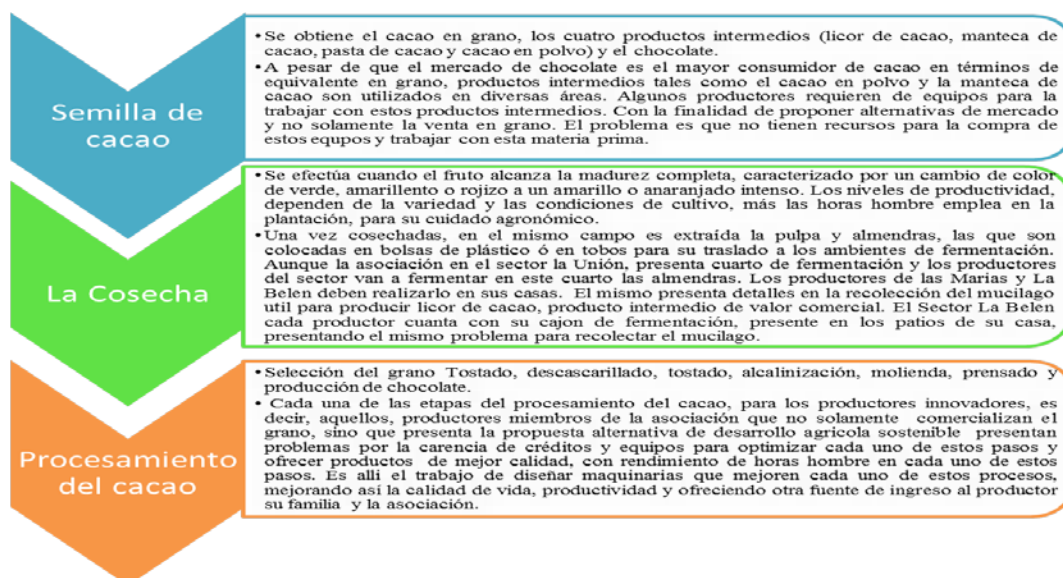 Semilla de
cacao
•Se obtiene el cacao en grano, los cuatro productos intermedios (licor de cacao, manteca de
cacao, pasta de cacao y cacao en polvo) y el chocolate.
•A pesar de que el mercado de chocolate es el mayor consumidor de cacao en términos de
equivalente en grano, productos intermedios tales como el cacao en polvo y la manteca de
cacao son utilizados en diversas áreas. Algunos productores requieren de equipos para la
trabajar con estos productos intermedios. Con la finalidad de proponer alternativas de mercado
y no solamente la venta en grano. El problema es que no tienen recursos para la compra de
estos equpos y trabajar con esta materia prima.
La Cosecha
•Se efectúa cuando el fruto alcanza la madurez completa, caracterizado por un cambio de color
de verde, amarillento o rojizo a un amarillo o anaranjado intenso. Los niveles de productividad,
dependen de la variedad y las condiciones de cultivo, más las horas hombre emplea en la
plantación, para su cuidado agronómico.
•Una vez cosechadas, en el mismo campo es extraída la pulpa y almendras, las que son
colocadas en bolsas de plástico ó en tobos para su traslado a los ambientes de fermentación.
Aunque la asociación en el sector la Unión, presenta cuarto de fermentación y los productores
del sector van a fermentar en este cuarto las almendras. Los productores de las Marias y La
Belen deben realizarlo en sus casas. El mismo presenta detalles en la recolección del mucilago
util para producir licor de cacao, producto intermedio de valor comercial. El Sector La Belen
cada productor cuanta con su cajon de fermentación, presente en los patios de su casa,
presentando el mismo problema para recolectar el mucilago.
Procesamiento
del cacao
•Selección del grano Tostado, descascarillado, tostado, alcalinización, molienda, prensado y
producción de chocolate.
• Cada una de las etapas del procesamiento del cacao, para los productores innovadores, es
decir, aquellos, productores miembros de la asociación que no solamente comercializan el
grano, sino que presenta la propuesta alternativa de desarrollo agrícola sostenible presentan
problemas por la carencia de créditos y equipos para optimizar cada uno de estos pasos y
ofrecer productos de mejor calidad, con rendimiento de horas hombre en cada uno de estos
pasos. Es alli el trabajo de diseñar maquinarias que mejoren cada uno de estos procesos,
mejorando así la calidad de vida, productividad y ofreciendo otra fuente de ingreso al productor
su familia y la asociación.